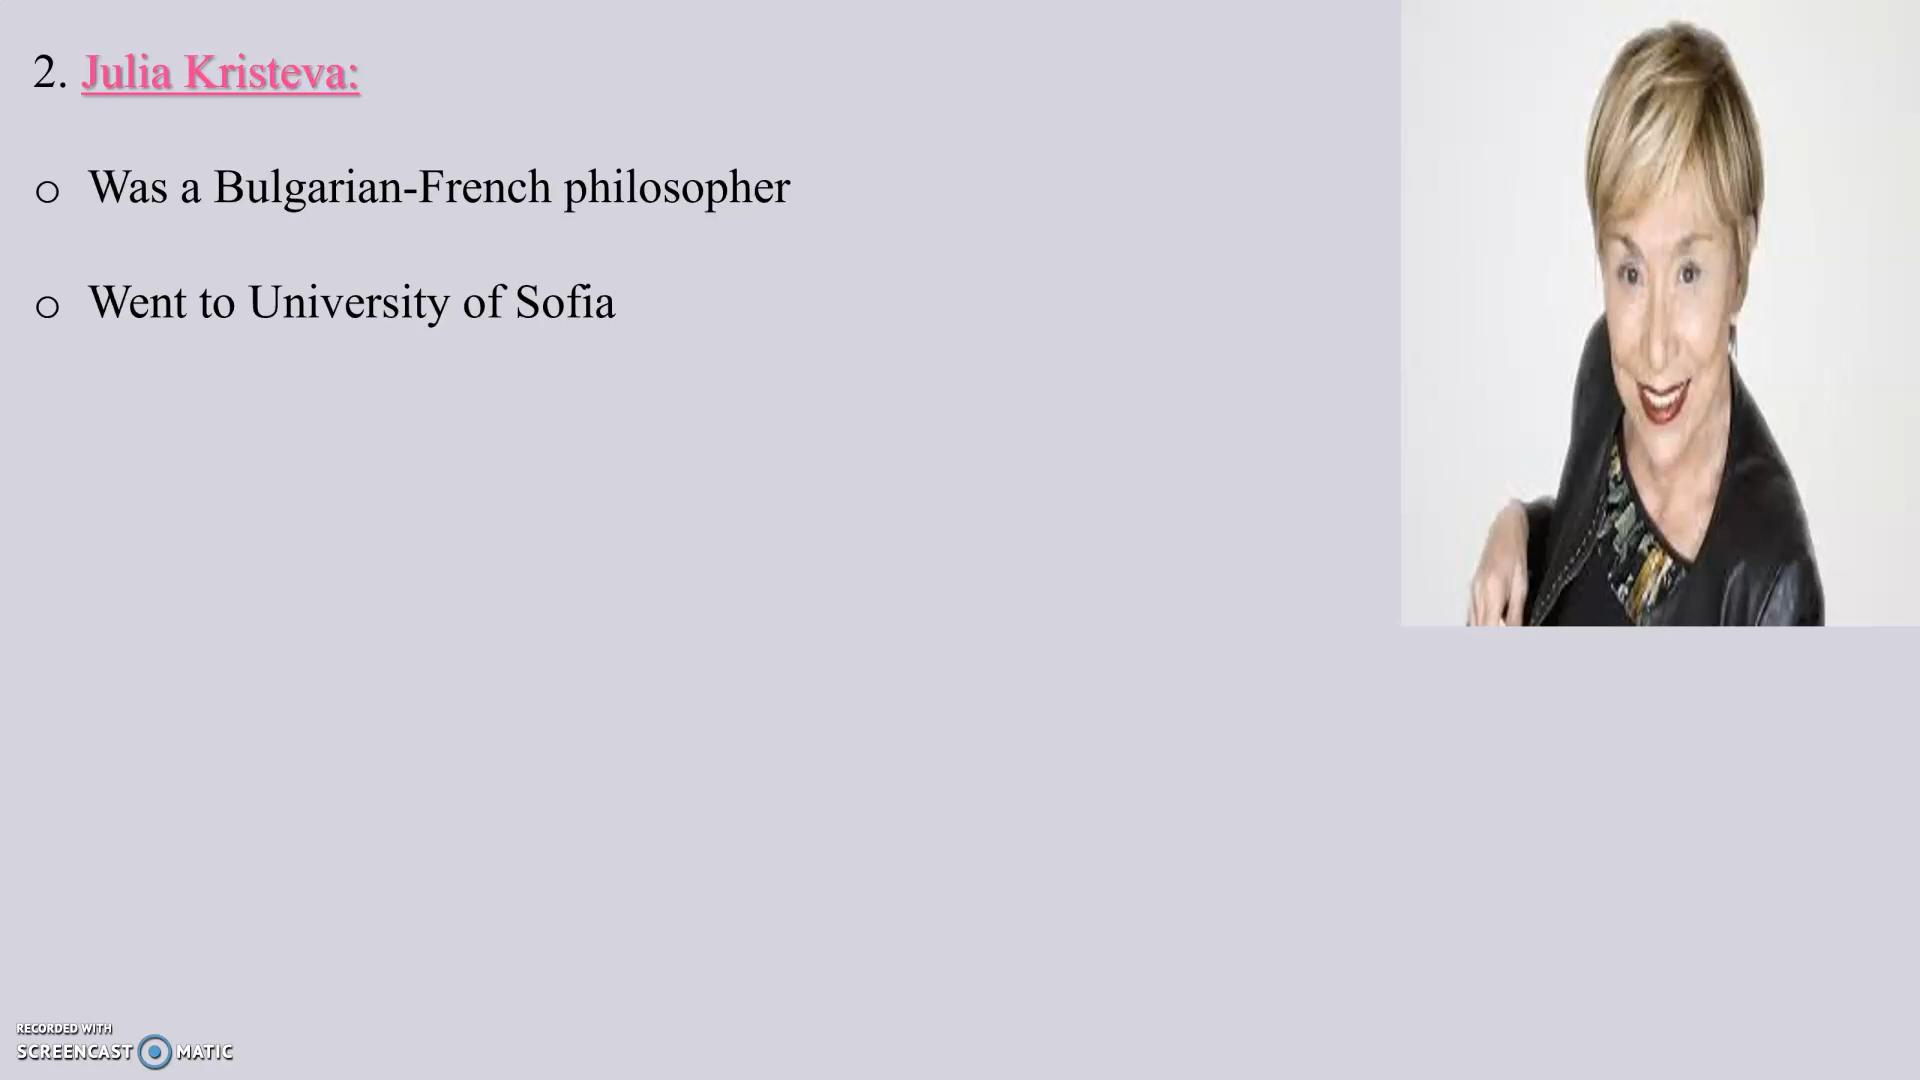 2. Julia Kristeva:
o Was a Bulgarian-French philosopher
o Went to University of Sofia
RECORDED WITH
SCREENCAST MATIC